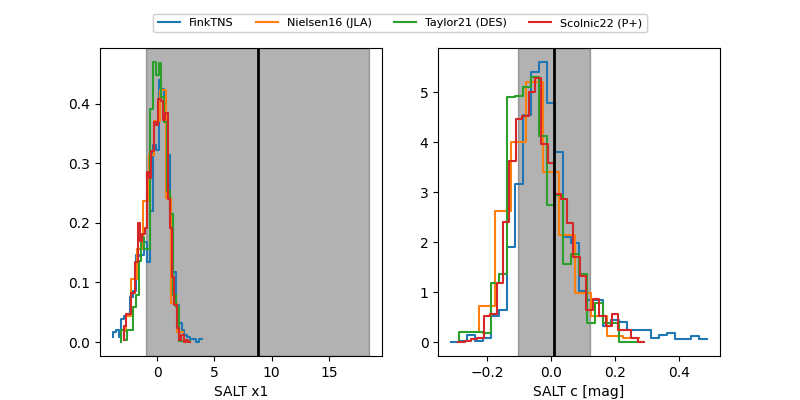 FinkTNS Nielsen16 (JLA) Taylor21 (DES) Scolnic22 (P+)
0.4
0.3
0.2
0.1
0.0
0 5 10 15
SALT x1
5
4
3
2
1
0
−0.2 0.0 0.2 0.4
SALT c [mag]